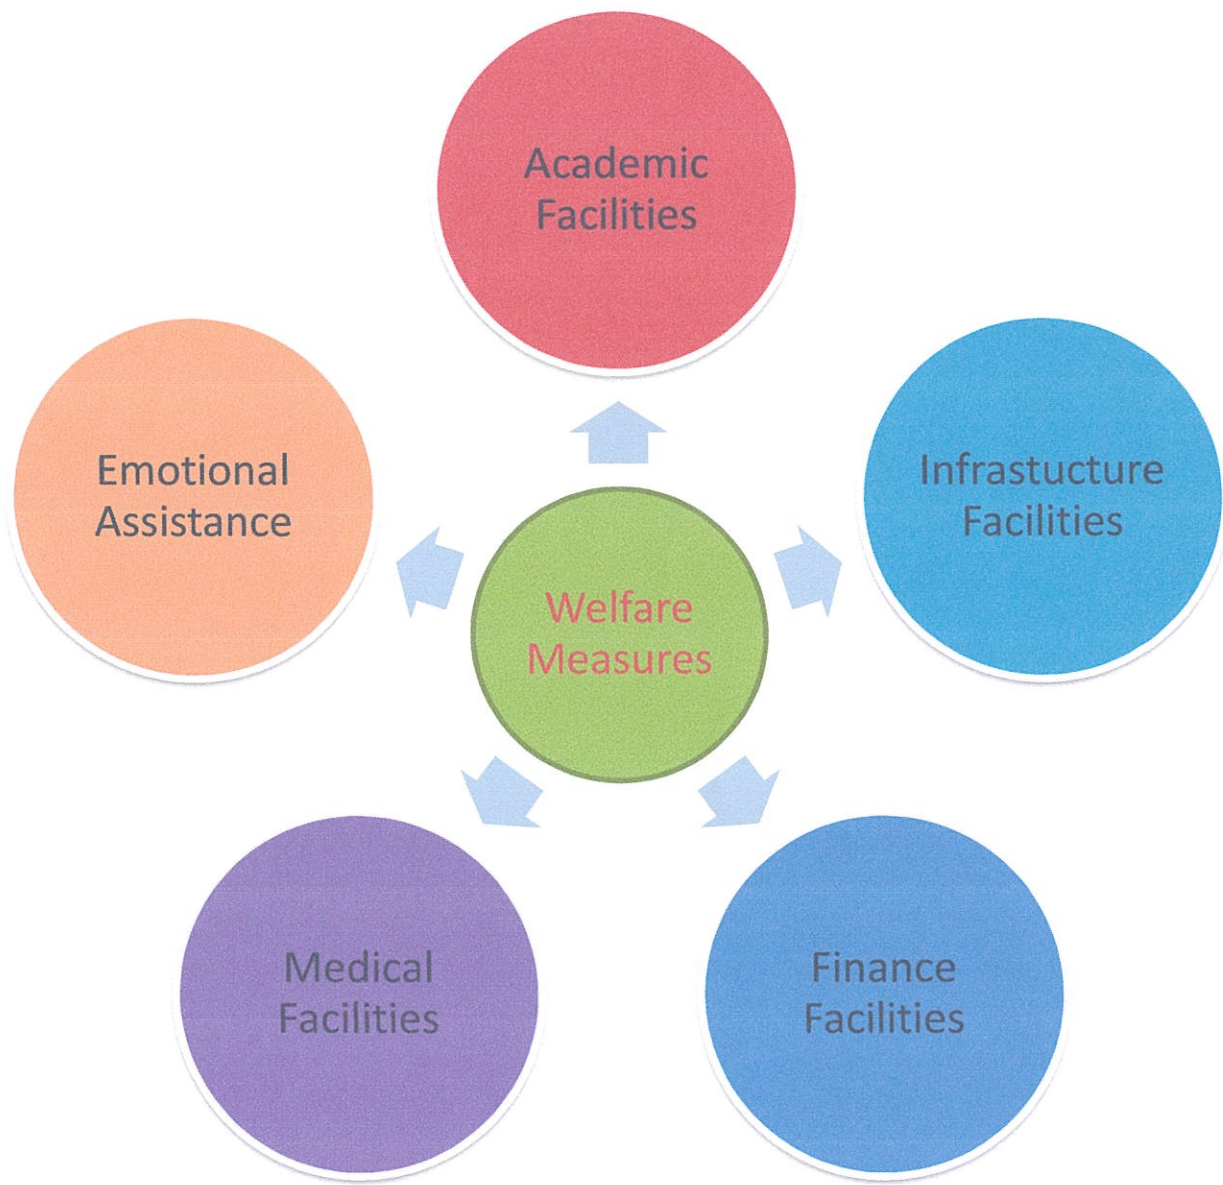 Academic
Facilities
Emotional
Assistance
Infrastucture
Facilities
Welfare
Measures
Medical
Facilities
Finance
Facilities